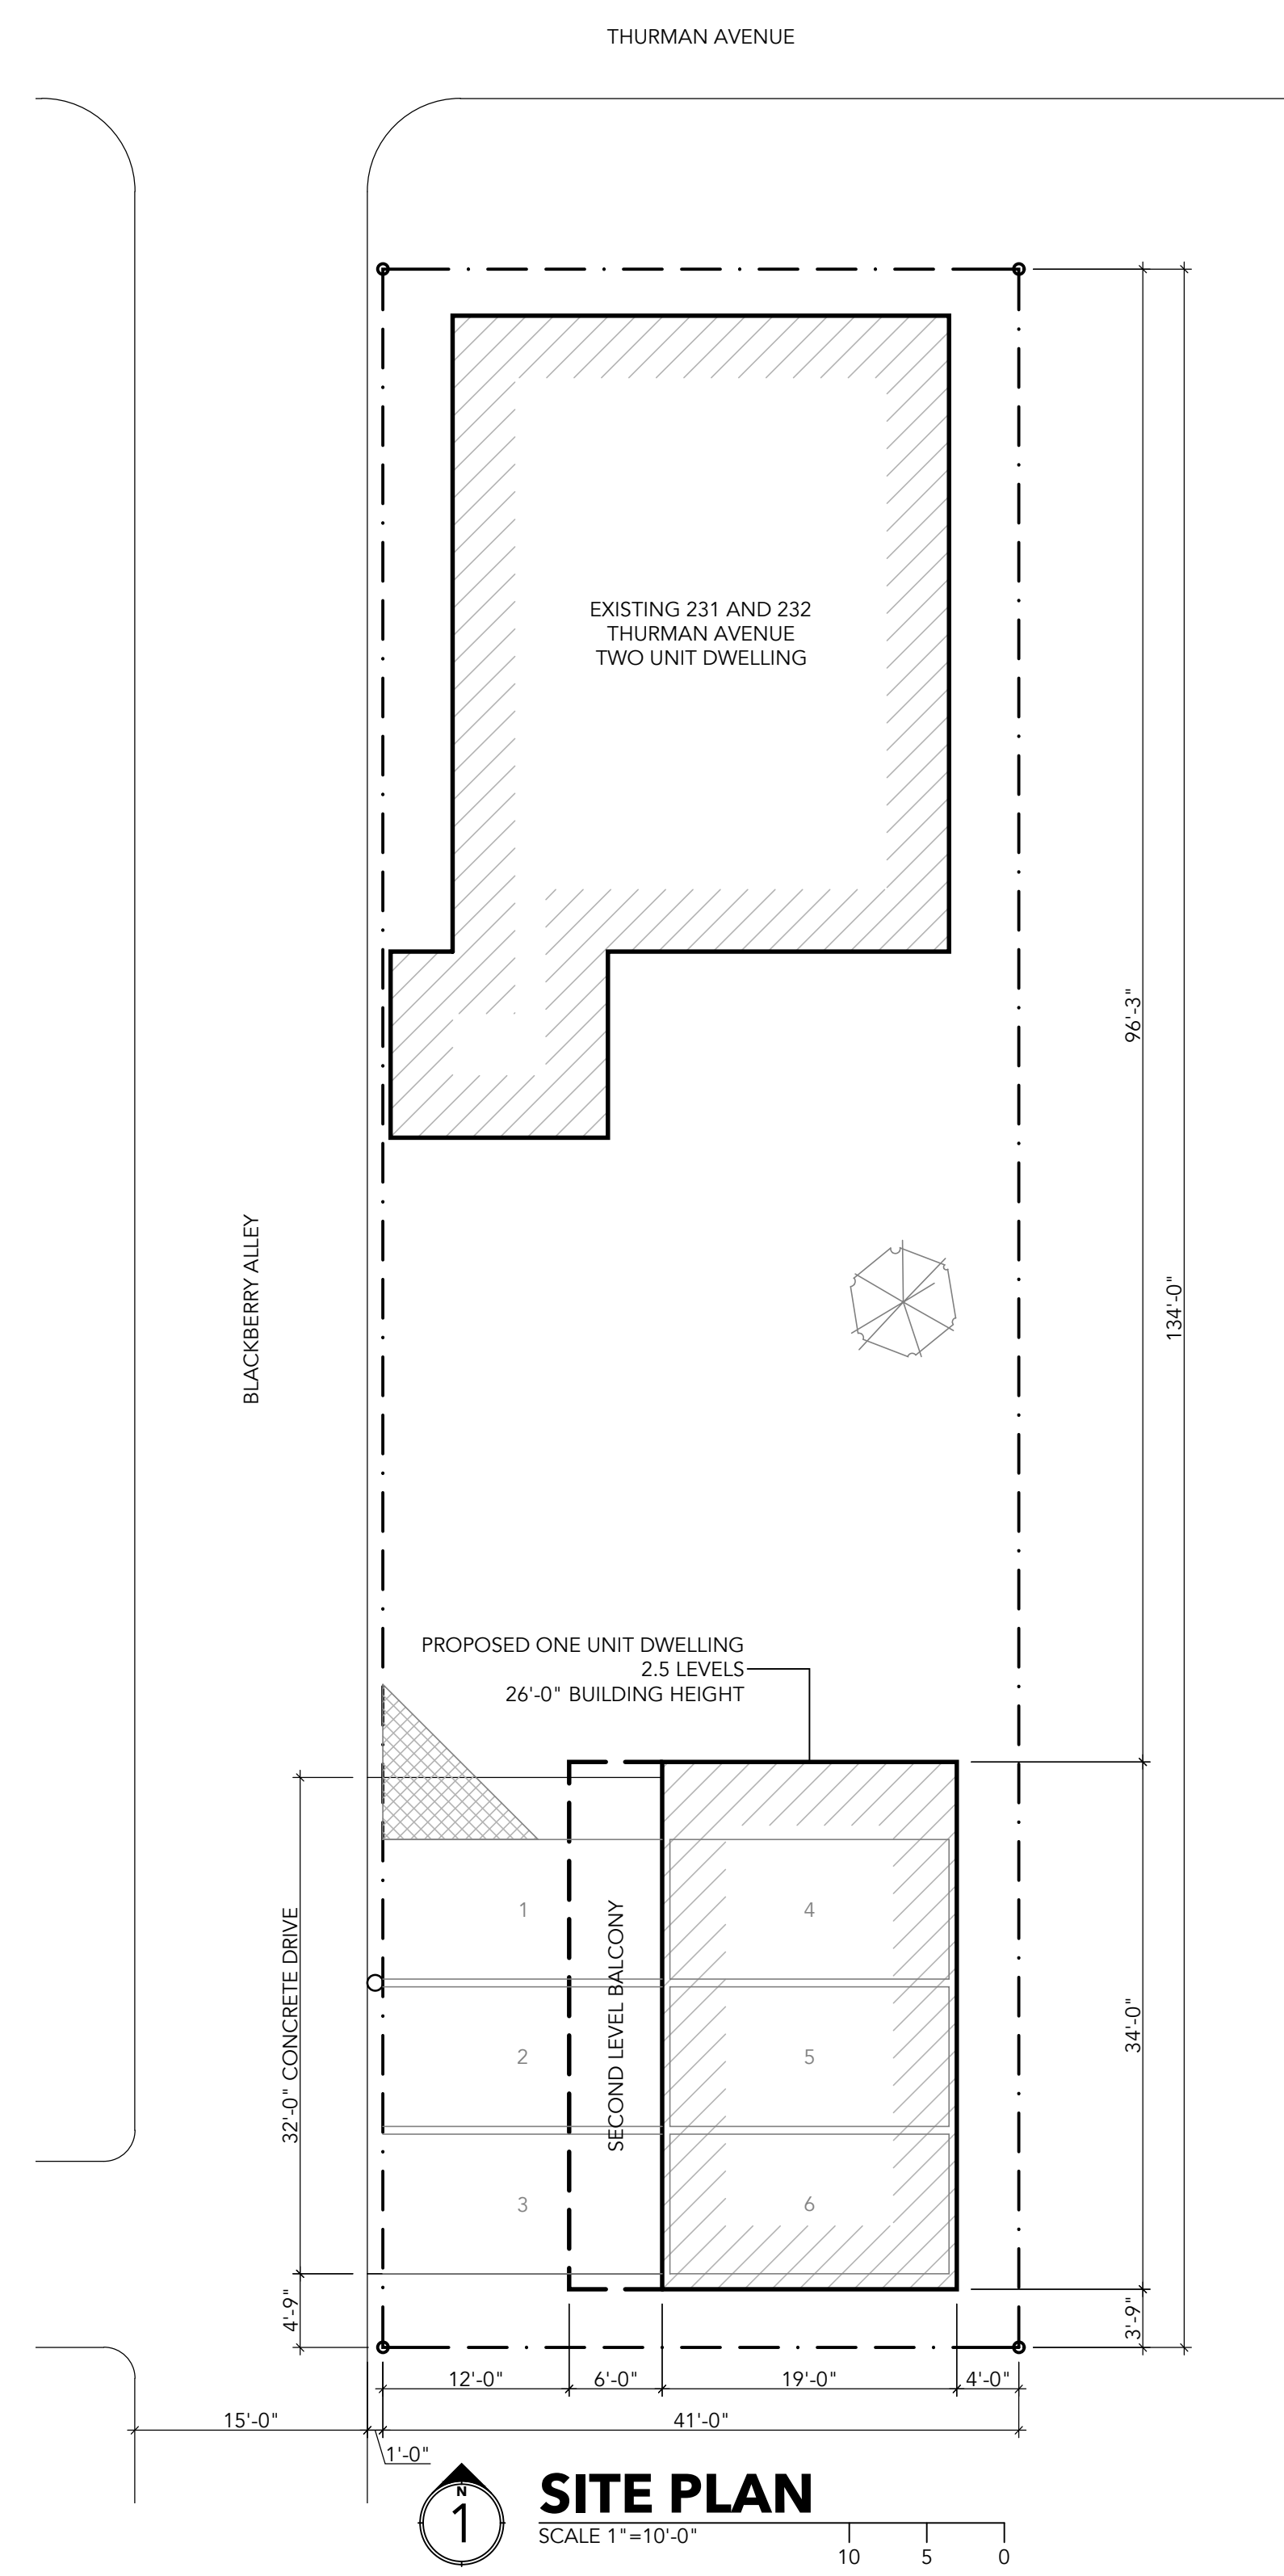 THURMAN AVENUE
EXISTING 231 AND 232
THURMAN AVENUE
TWO UNIT DWELLING
96'-3"
134'-0"
BLACKBERRY ALLEY
PROPOSED ONE UNIT DWELLING
2.5 LEVELS
26'-0" BUILDING HEIGHT
32'-0" CONCRETE DRIVE
SECOND LEVEL BALCONY
1
4
2
5
3
6
34'-0"
4'-9"
3'-9"
12'-0"
6'-0"
19'-0"
4'-0"
15'-0"
41'-0"
1'-0"
N
1
SITE PLAN
SCALE 1"=10'-0"
10
5
0